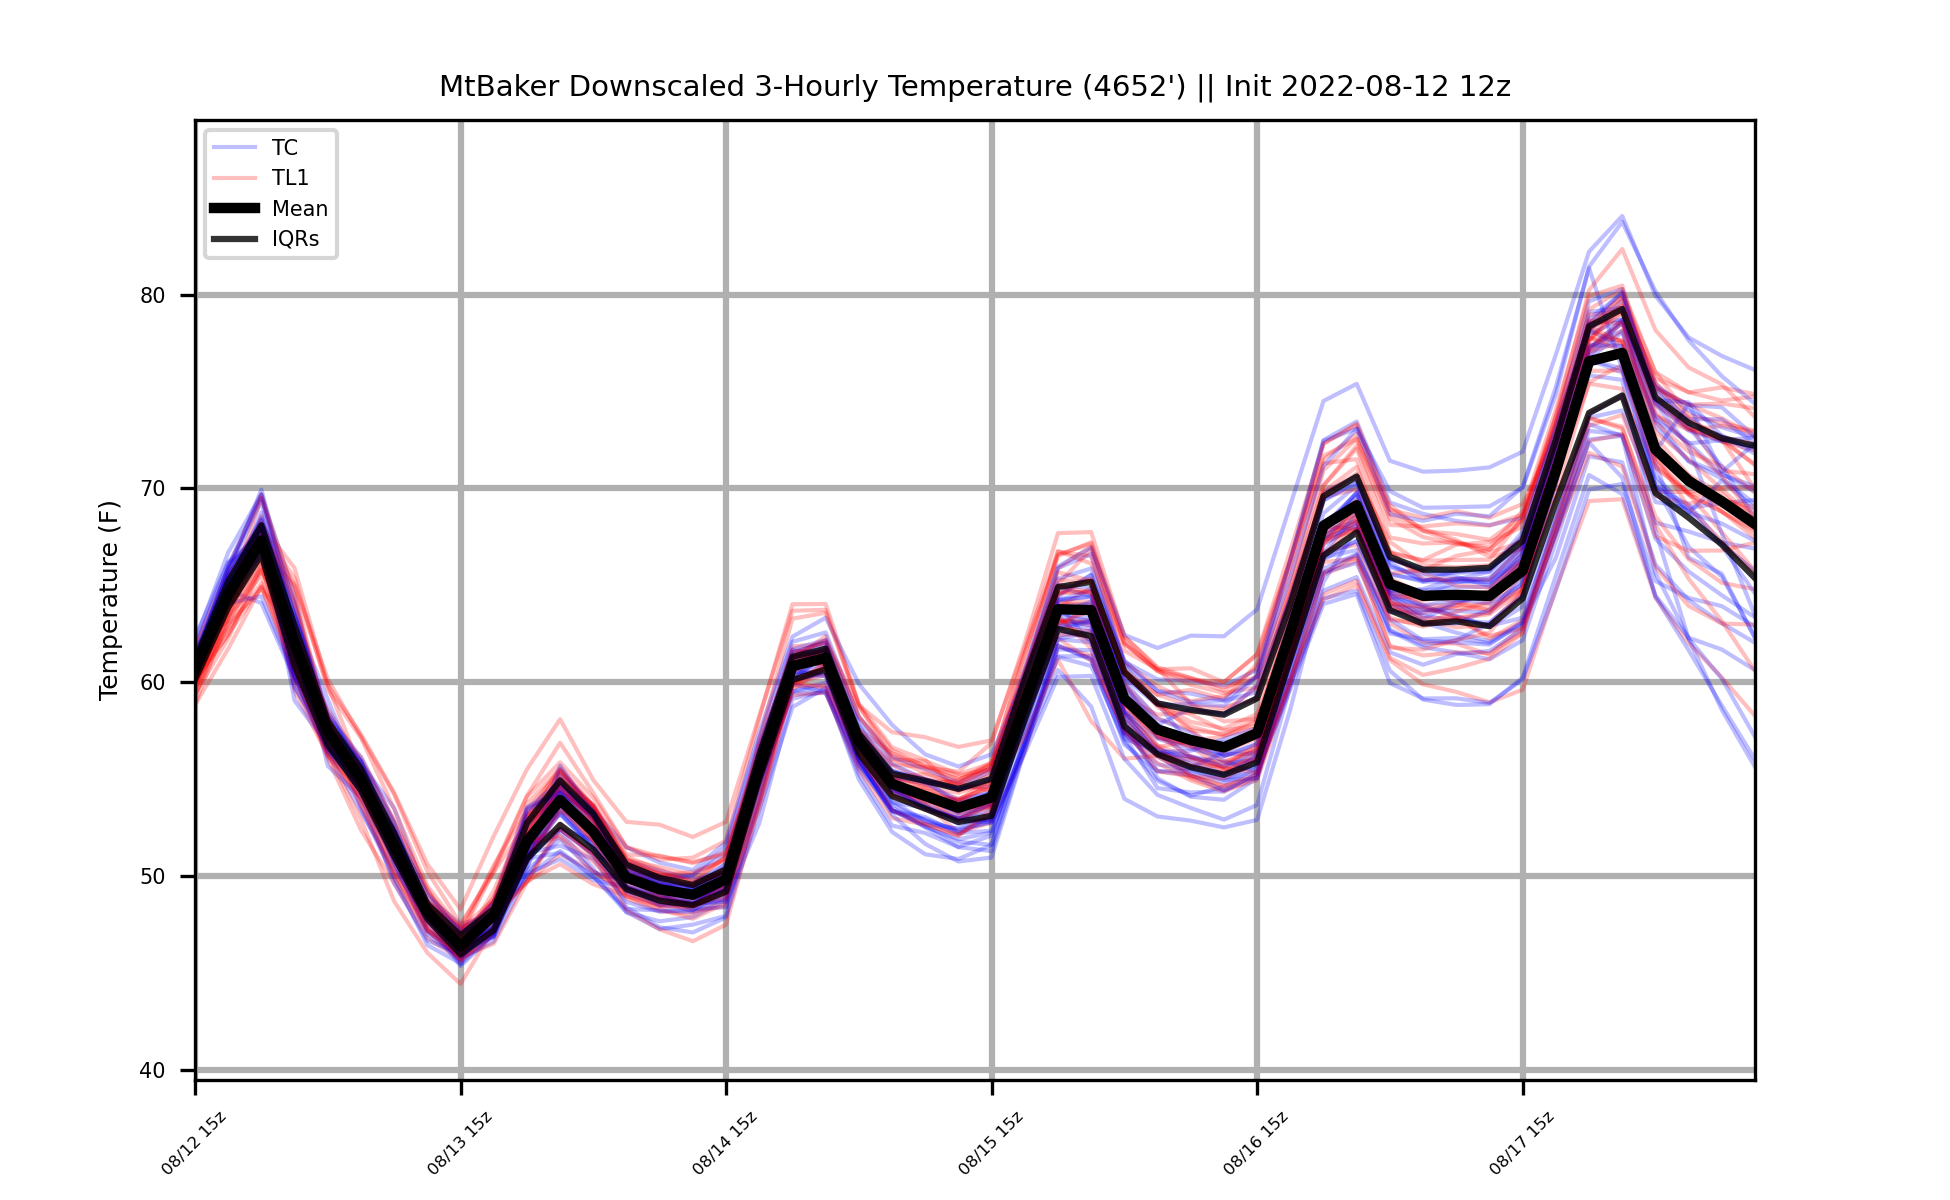 MtBaker Downscaled 3-Hourly Temperature (4652') || Init 2022-08-12 12z
TC
TL1
Mean
IQRs
Temperature (F)
80
70
60
50
40
08/12 15z
08/13 15z
08/14 15z
08/15 15z
08/16 15z
08/17 15z